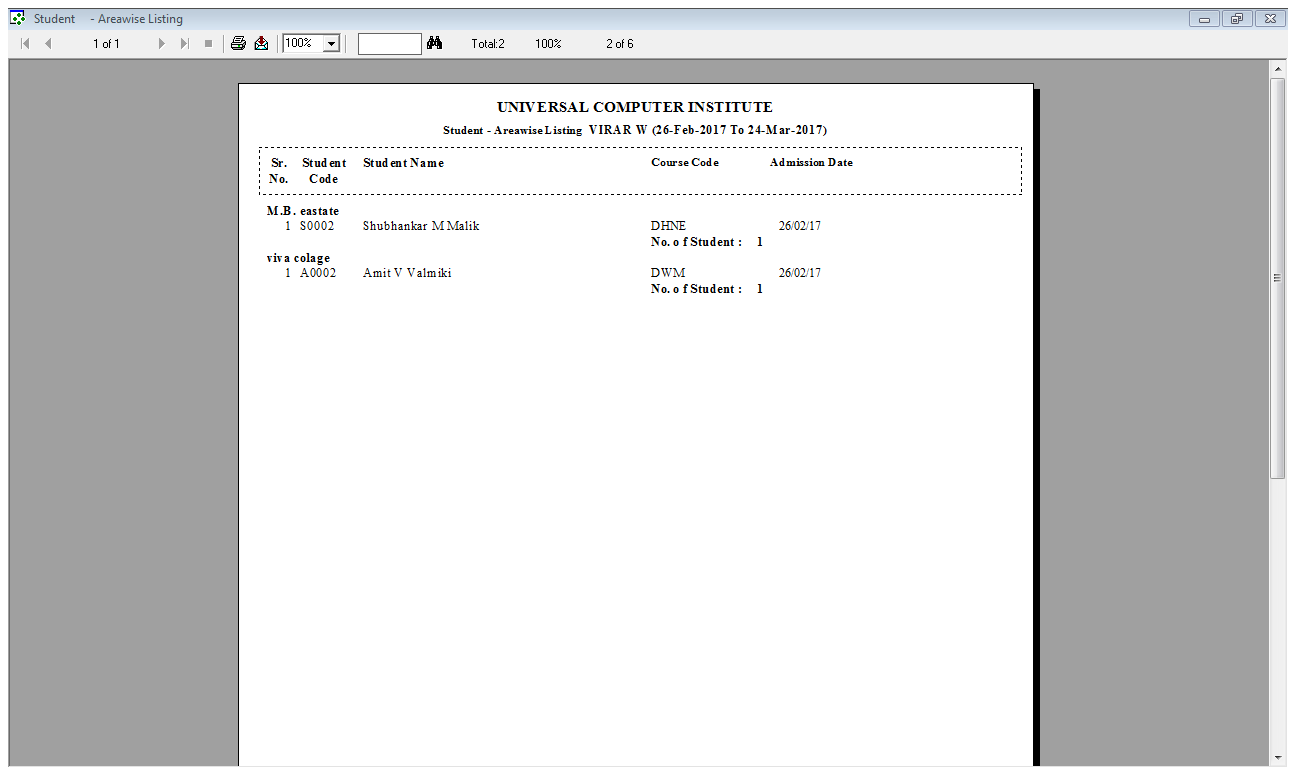 Student - Areawise Listing
1 of 1 100% Total:2 100% 2 of 6
UNIVERSAL COMPUTER INSTITUTE
Student - Areawise Listing VIRAR W (26-Feb-2017 To 24-Mar-2017)
Sr. Student Student Name Course Code Admission Date
No. Code
M.B. eastate
1 S0002 Shubhankar M Malik DHNE 26/02/17
No. of Student : 1
viva colage
1 A0002 Amit V Valmiki DWM 26/02/17
No. of Student : 1